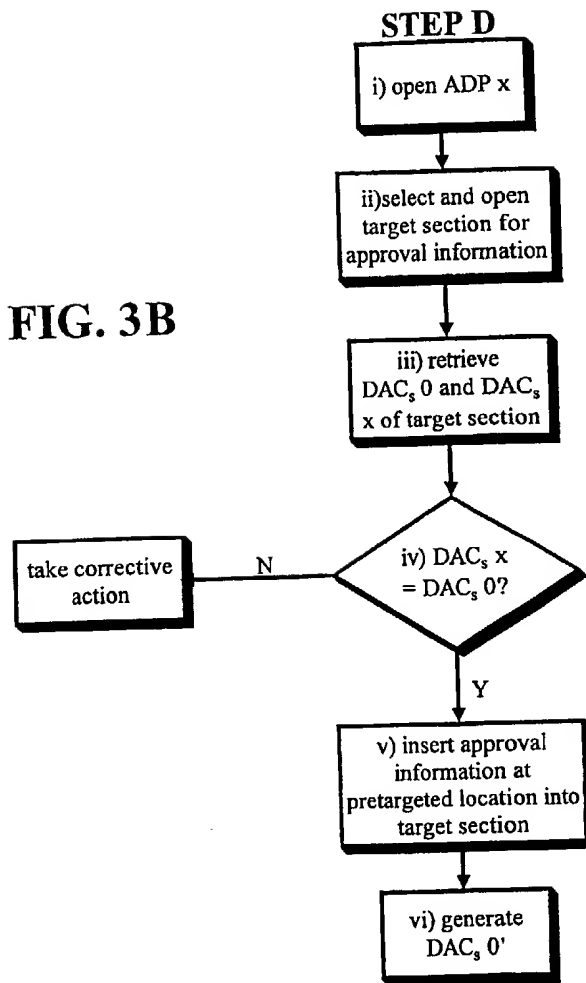 STEP D
i) open ADP x
ii)select and open
target section for
approval information
FIG. 3B
iii) retrieve
DACs 0 and DACs
x of target section
take corrective
action
N
iv) DACs x
= DACs 0?
Y
v) insert approval
information at
pretargeted location into
target section
vi) generate
DACs 0'